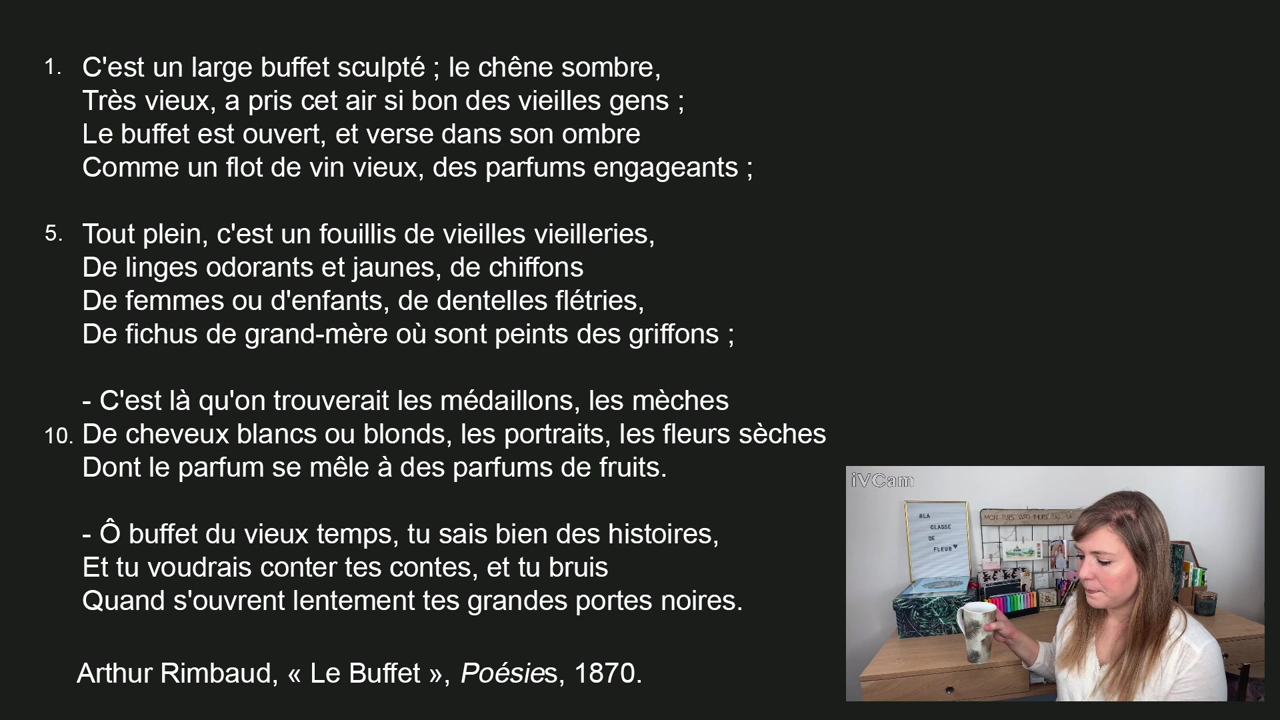 1. C'est un large buffet sculpté ; le chêne sombre,
Très vieux, a pris cet air si bon des vieilles gens ;
Le buffet est ouvert, et verse dans son ombre
Comme un flot de vin vieux, des parfums engageants ;
5. Tout plein, c'est un fouillis de vieilles vieilleries,
De linges odorants et jaunes, de chiffons
De femmes ou d'enfants, de dentelles flétries,
De fichus de grand-mère où sont peints des griffons ;
- C'est là qu'on trouverait les médaillons, les mèches
10. De cheveux blancs ou blonds, les portraits, les fleurs sèches
Dont le parfum se mêle à des parfums de fruits.
- Ô buffet du vieux temps, tu sais bien des histoires,
Et tu voudrais conter tes contes, et tu bruis
Quand s'ouvrent lentement tes grandes portes noires.
Arthur Rimbaud, « Le Buffet », Poésies, 1870.
iVCam
#LA
CLASSE
DE
FLEUR